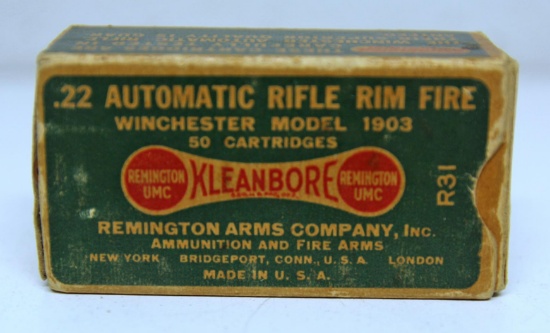 .22 AUTOMATIC RIFLE RIM FIRE
WINCHESTER MODEL 1903
50 CARTRIDGES
REMINGTON UMC
KLEANBORE
REMINGTON UMC
R31
REMINGTON ARMS COMPANY, INC.
AMMUNITION AND FIRE ARMS
NEW YORK BRIDGEPORT, CONN., U.S.A. LONDON
MADE IN U.S.A.